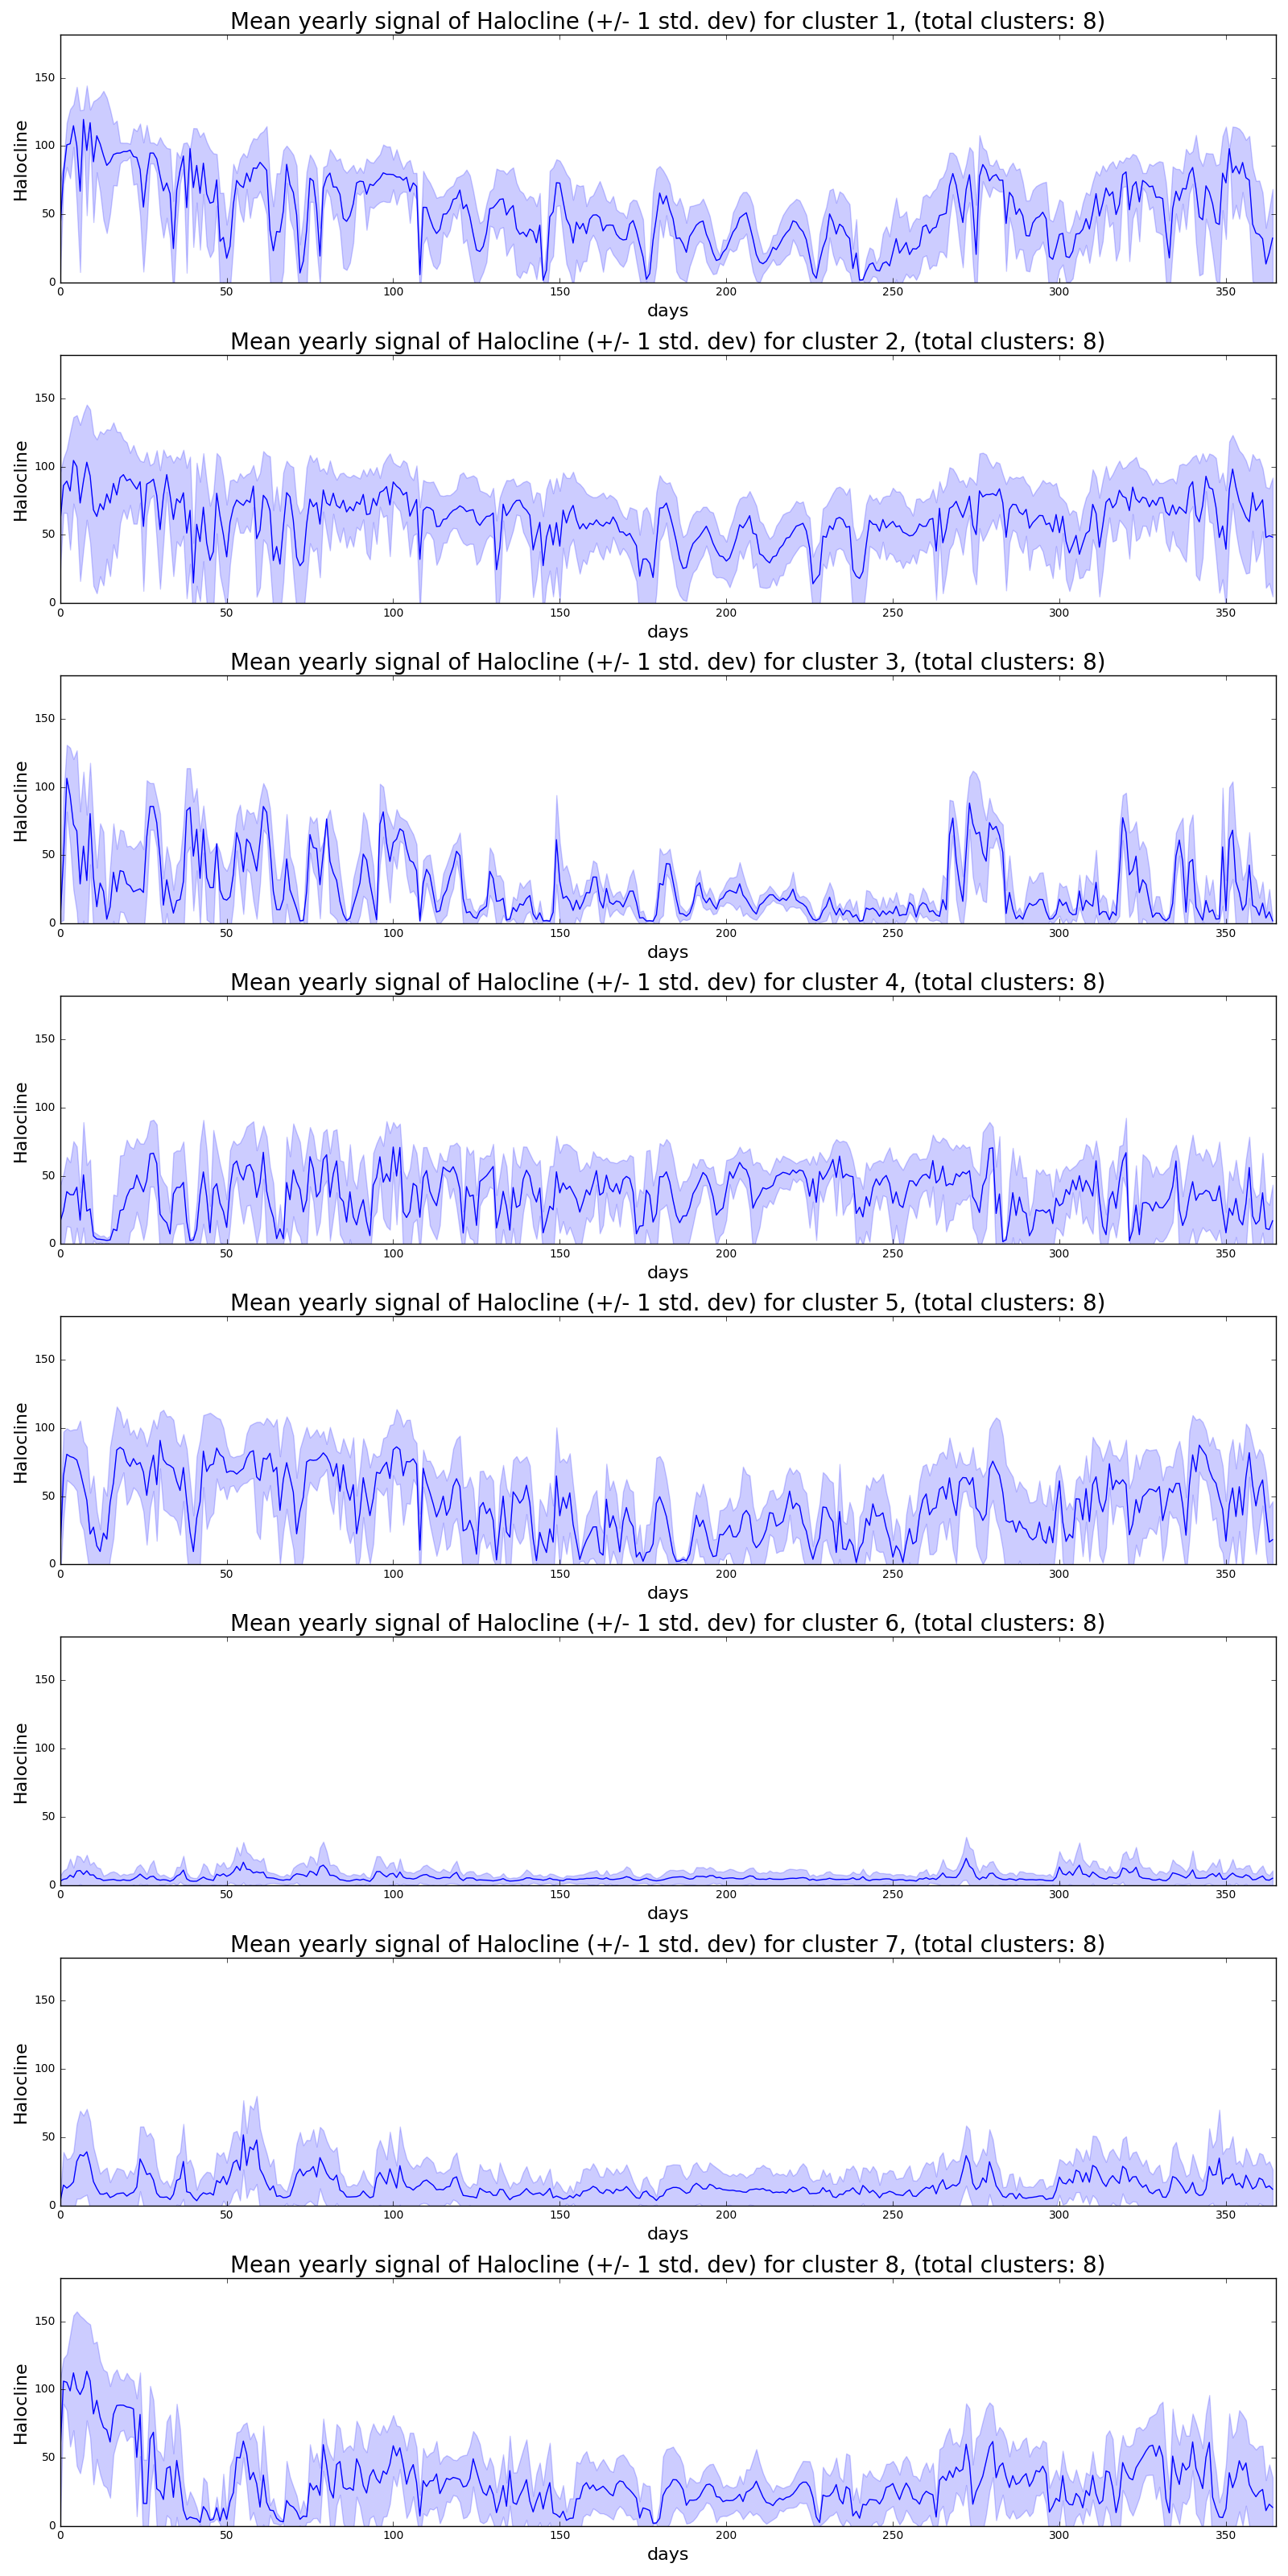 Mean yearly signal of Halocline (+/- 1 std. dev) for cluster 1, (total clusters: 8)
150
100
50
0
Halocline
0 50 100 150 200 250 300 350
days
Mean yearly signal of Halocline (+/- 1 std. dev) for cluster 2, (total clusters: 8)
150
100
50
0
Halocline
0 50 100 150 200 250 300 350
days
Mean yearly signal of Halocline (+/- 1 std. dev) for cluster 3, (total clusters: 8)
150
100
50
0
Halocline
0 50 100 150 200 250 300 350
days
Mean yearly signal of Halocline (+/- 1 std. dev) for cluster 4, (total clusters: 8)
150
100
50
0
Halocline
0 50 100 150 200 250 300 350
days
Mean yearly signal of Halocline (+/- 1 std. dev) for cluster 5, (total clusters: 8)
150
100
50
0
Halocline
0 50 100 150 200 250 300 350
days
Mean yearly signal of Halocline (+/- 1 std. dev) for cluster 6, (total clusters: 8)
150
100
50
0
Halocline
0 50 100 150 200 250 300 350
days
Mean yearly signal of Halocline (+/- 1 std. dev) for cluster 7, (total clusters: 8)
150
100
50
0
Halocline
0 50 100 150 200 250 300 350
days
Mean yearly signal of Halocline (+/- 1 std. dev) for cluster 8, (total clusters: 8)
150
100
50
0
Halocline
0 50 100 150 200 250 300 350
days